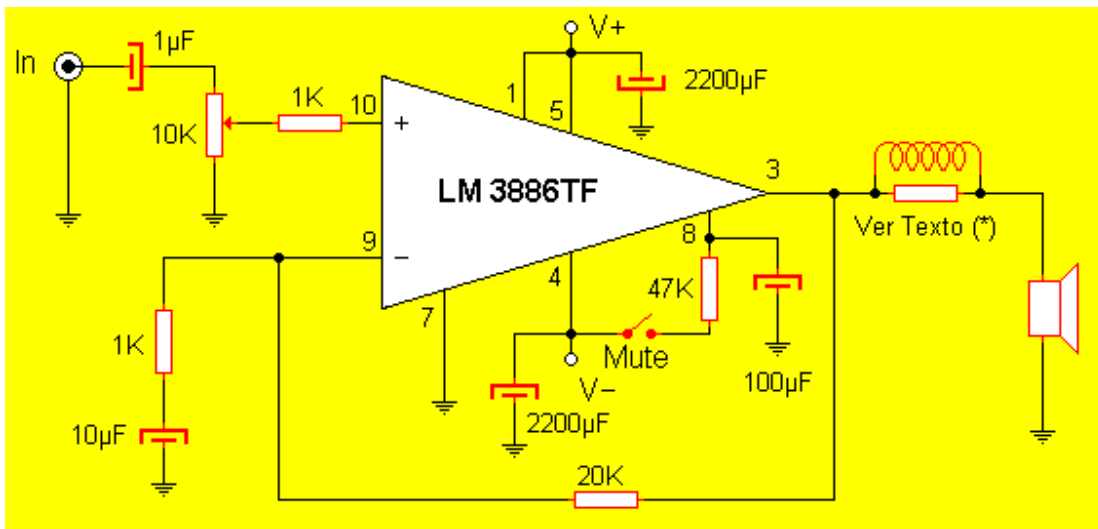 V+
1µF
In
2200µF
1K
10
1
5
10K
+
LM 3886TF
3
8
Ver Texto (*)
9
−
4
47K
7
1K
Mute
V−
100µF
10µF
2200µF
20K